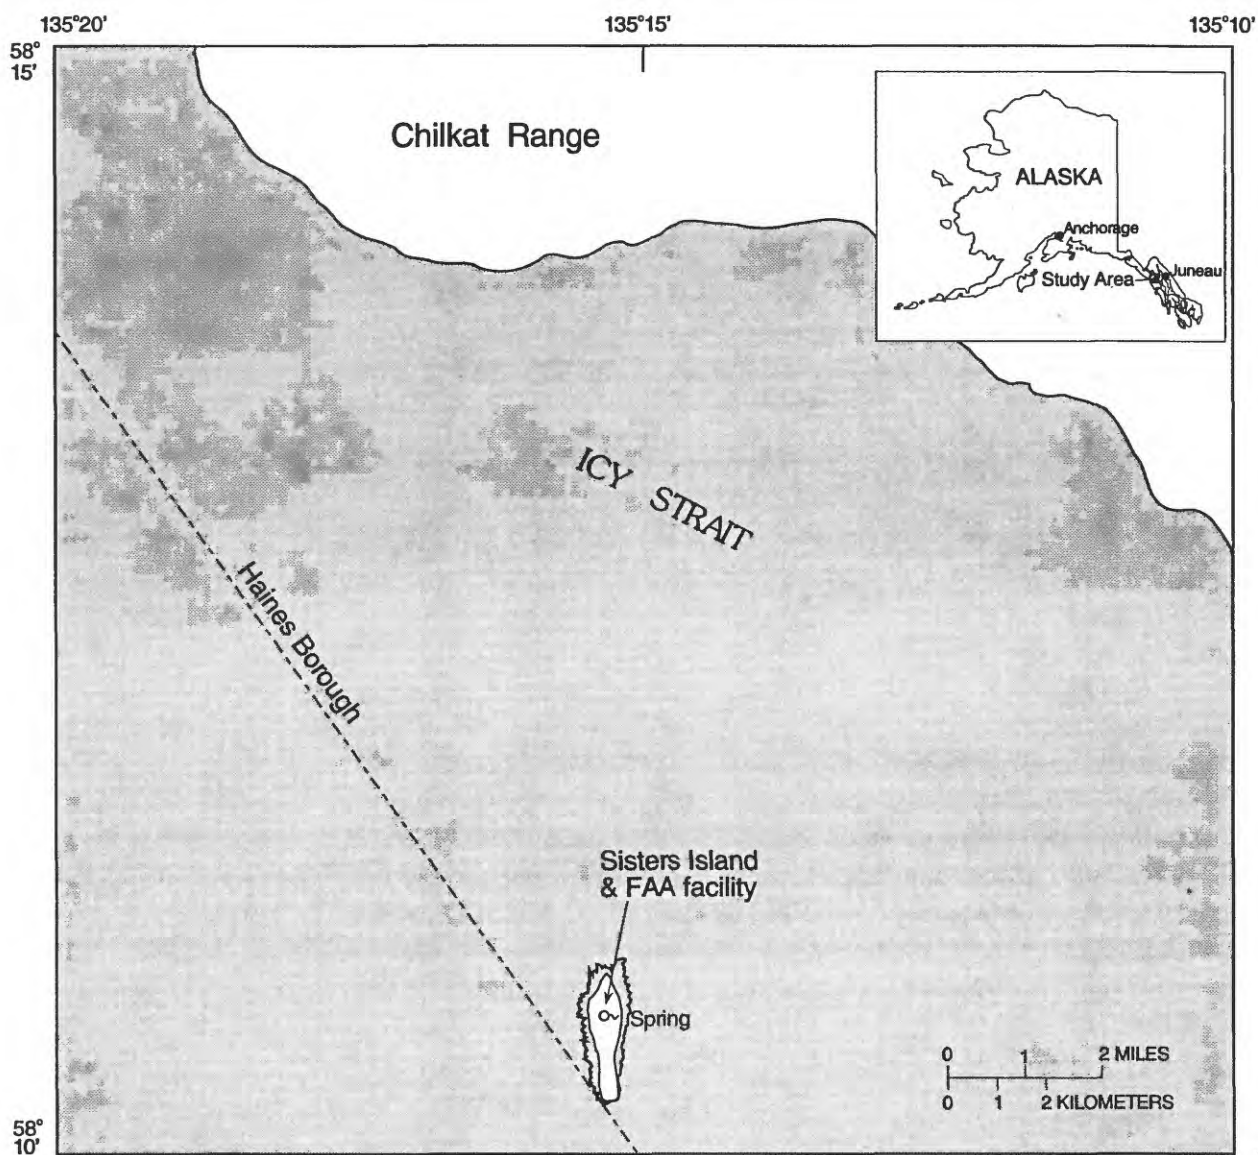 135°20'
135°15'
135°10'
58°
15'
Chilkat Range
ALASKA
Anchorage
Juneau
Study Area
ICY STRAIT
Haines Borough
Sisters Island
& FAA facility
Spring
0 1 2 MILES
0 1 2 KILOMETERS
58°
10'